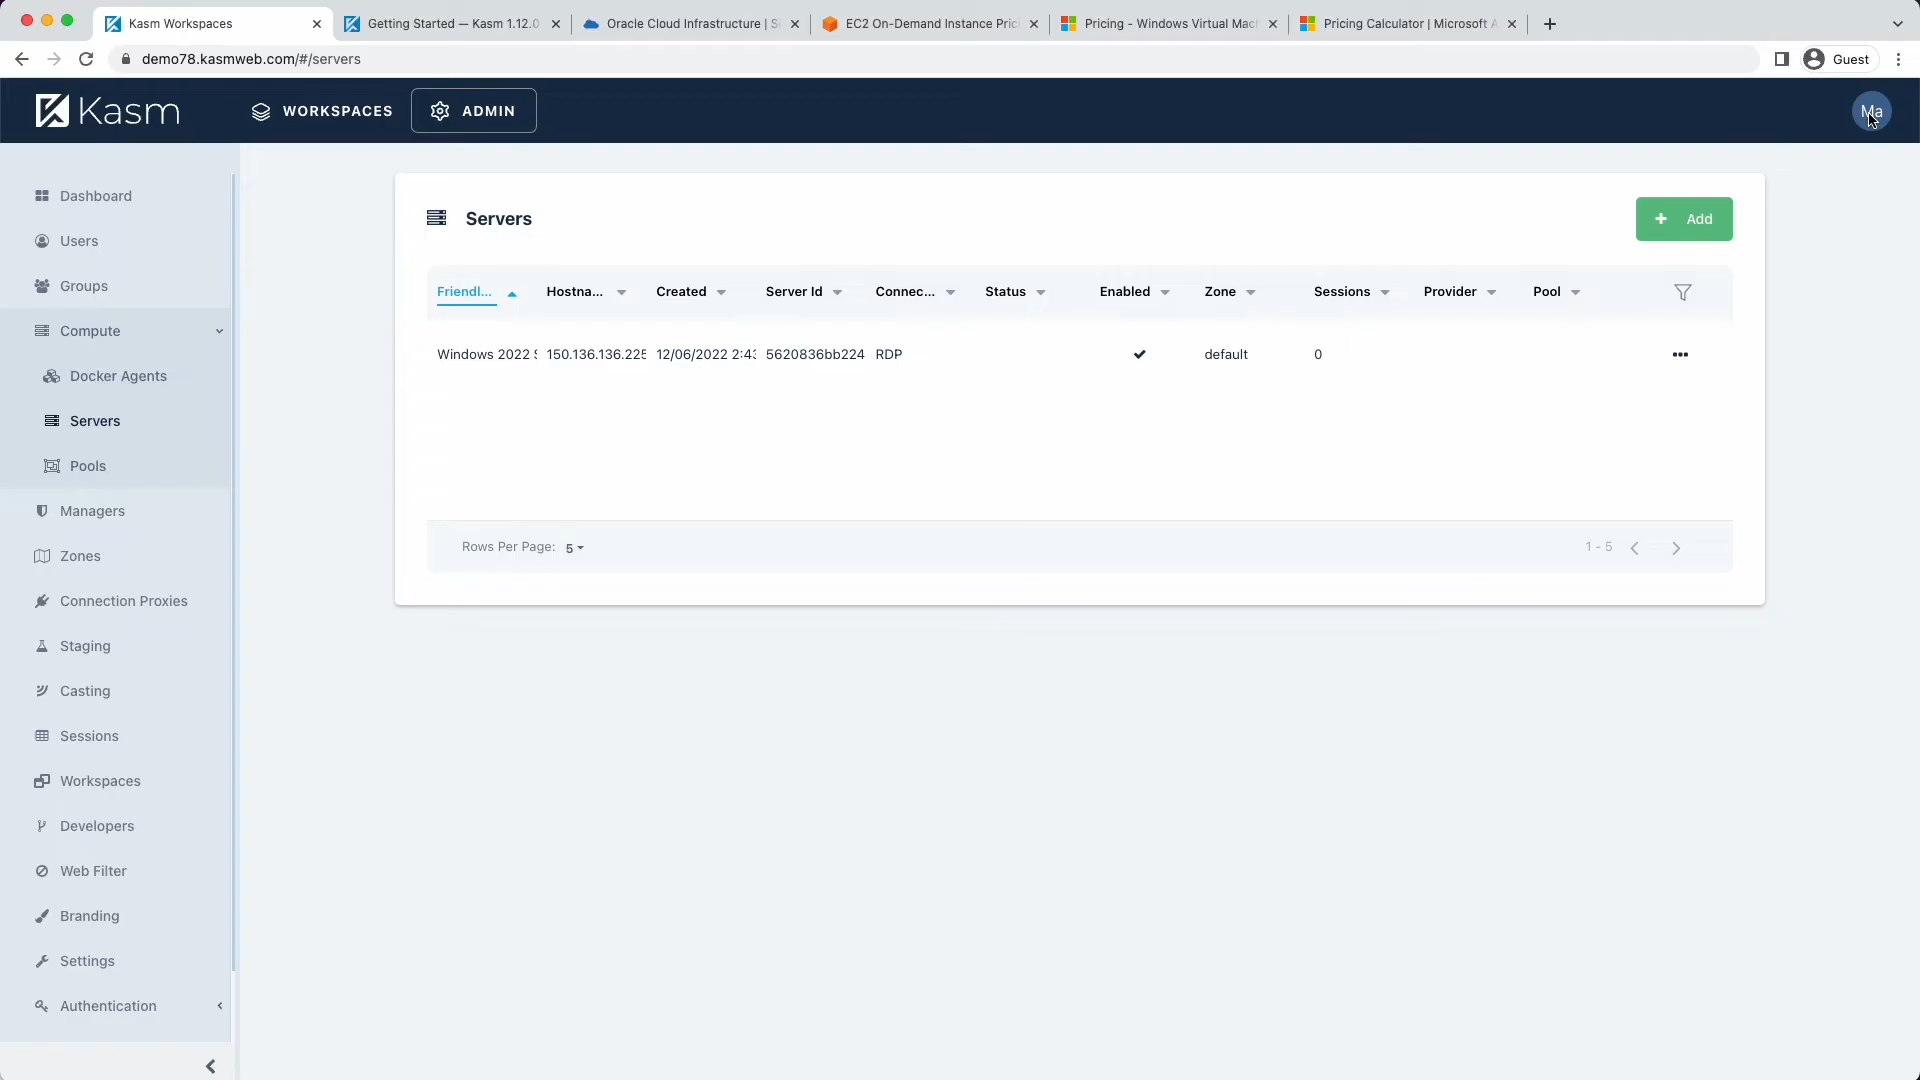 Kasm Workspaces
Getting Started — Kasm 1.12.0
Oracle Cloud Infrastructure | S
EC2 On-Demand Instance Pric
Pricing - Windows Virtual Mac
Pricing Calculator | Microsoft A
demo78.kasmweb.com/#/servers
Guest
Kasm
WORKSPACES
ADMIN
Ma
Dashboard
Users
Groups
Compute
Docker Agents
Servers
Pools
Managers
Zones
Connection Proxies
Staging
Casting
Sessions
Workspaces
Developers
Web Filter
Branding
Settings
Authentication
Servers
+ Add
Friendl... Hostna... Created Server Id Connec... Status Enabled Zone Sessions Provider Pool
Windows 2022 S 150.136.136.225 12/06/2022 2:43 5620836bb224 RDP default 0
Rows Per Page: 5
1 - 5